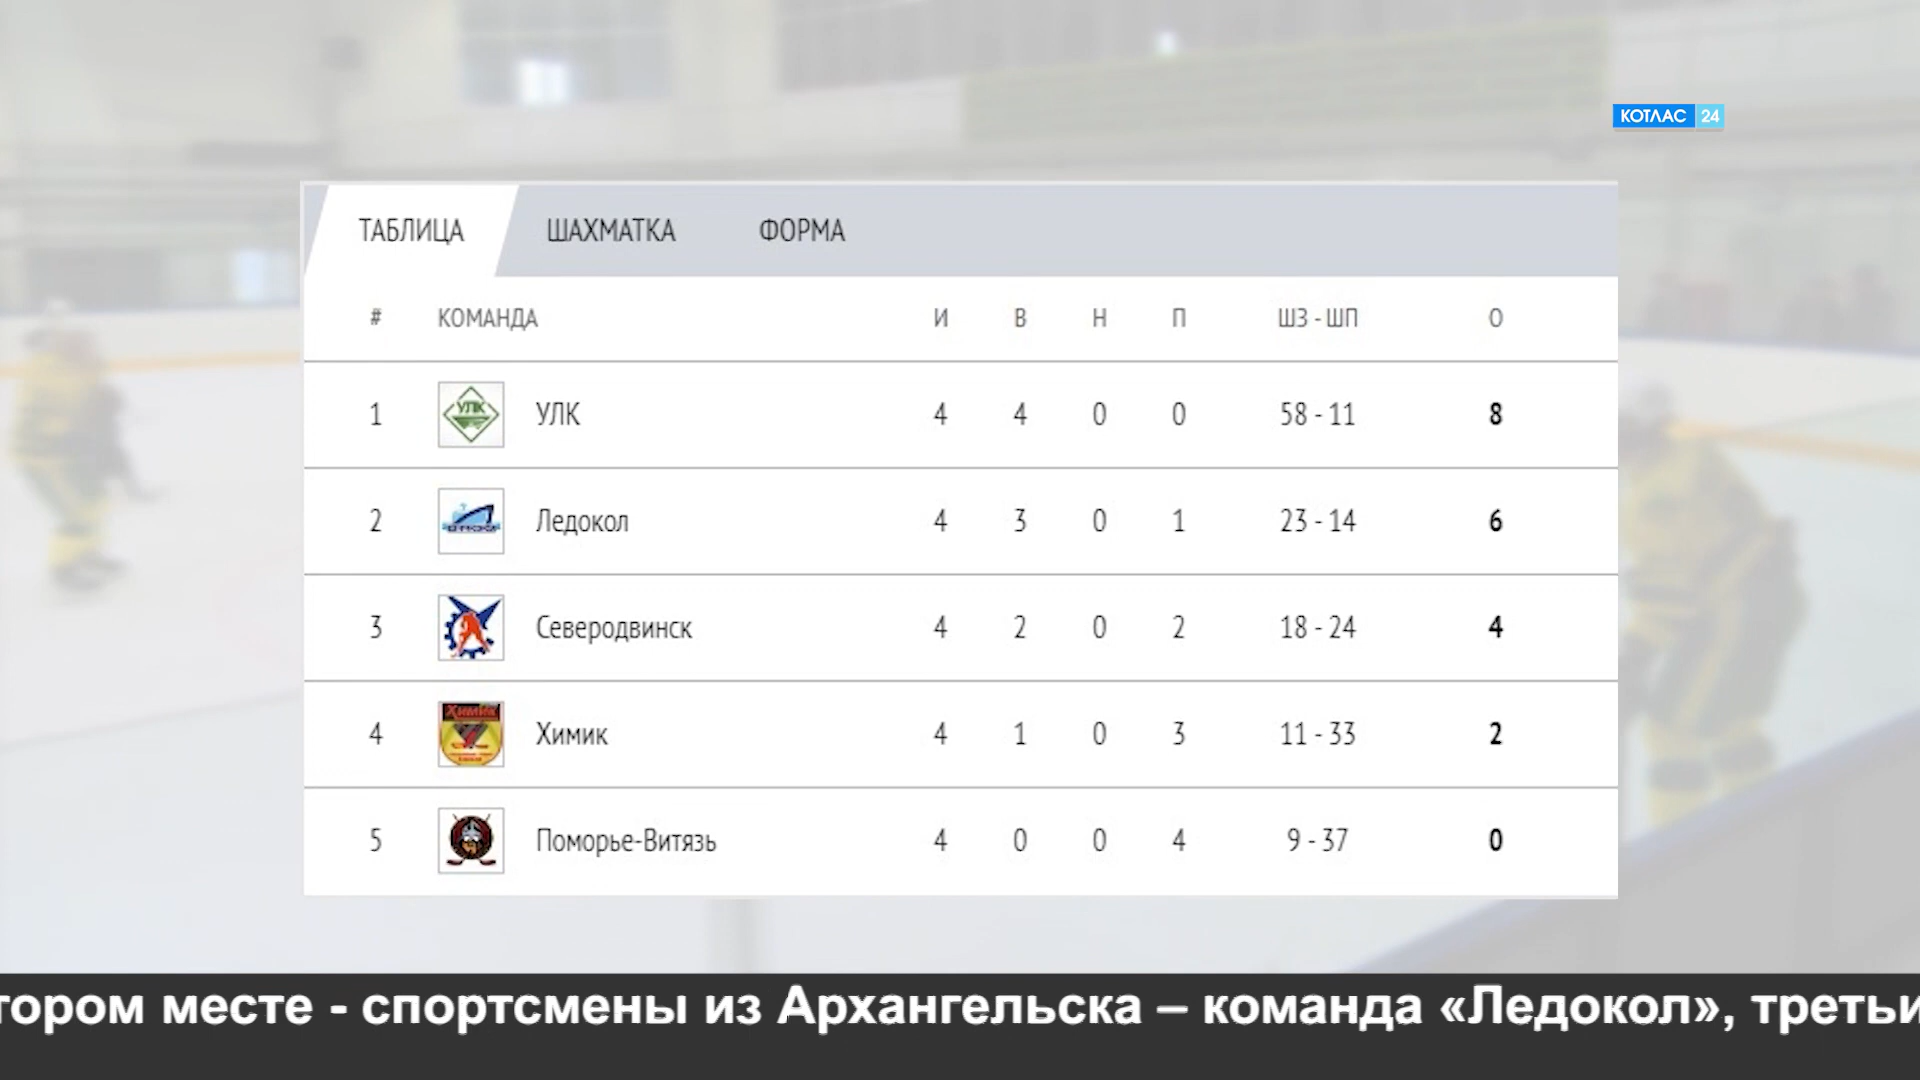 КОТЛАС 24
ТАБЛИЦА ШАХМАТКА ФОРМА
# КОМАНДА И В Н П ШЗ - ШП О
1 УЛК УЛК 4 4 0 0 58 - 11 8
2 Ледокол 4 3 0 1 23 - 14 6
3 Северодвинск 4 2 0 2 18 - 24 4
4 Химик Химик 4 1 0 3 11 - 33 2
5 Поморье-Витязь 4 0 0 4 9 - 37 0
тором месте - спортсмены из Архангельска – команда «Ледокол», третьи